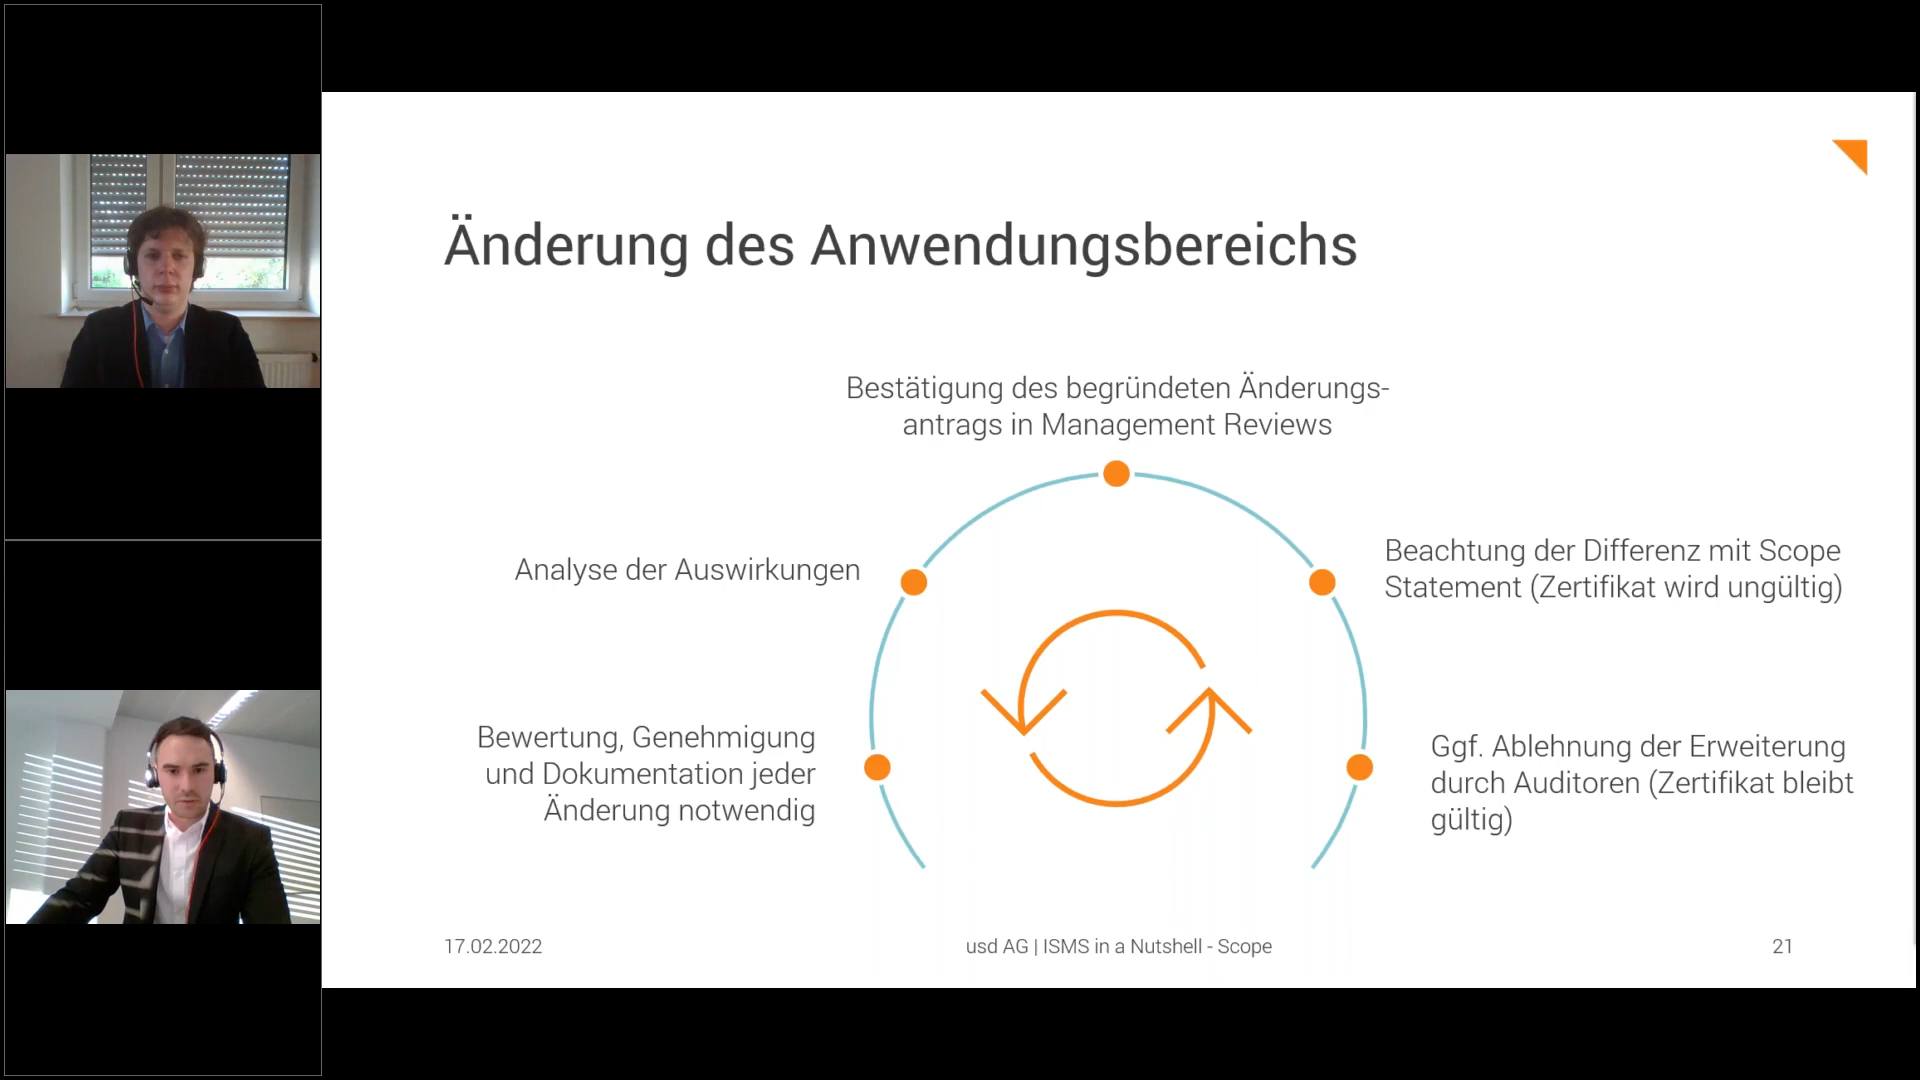 Änderung des Anwendungsbereichs
Bestätigung des begründeten Änderungs-
antrags in Management Reviews
Analyse der Auswirkungen
Beachtung der Differenz mit Scope
Statement (Zertifikat wird ungültig)
Bewertung, Genehmigung
und Dokumentation jeder
Änderung notwendig
Ggf. Ablehnung der Erweiterung
durch Auditoren (Zertifikat bleibt
gültig)
17.02.2022
usd AG | ISMS in a Nutshell - Scope
21